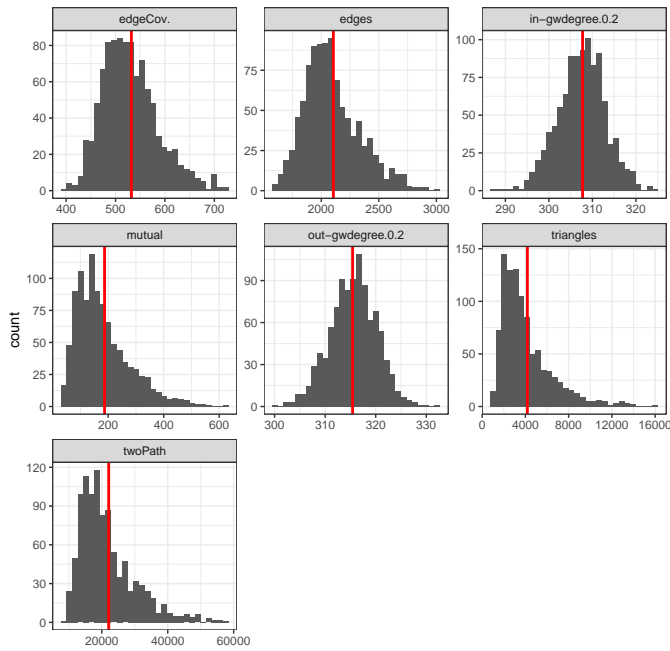 edgeCov. edges in−gwdegree.0.2
80
60
40
20
0
400 500 600 700
75
50
25
0
2000 2500 3000
100
75
50
25
0
290 300 310 320
mutual out−gwdegree.0.2 triangles
100
75
50
25
0
200 400 600
90
60
30
0
300 310 320 330
150
100
50
0
0 4000 8000 12000 16000
count
twoPath
120
90
60
30
0
20000 40000 60000